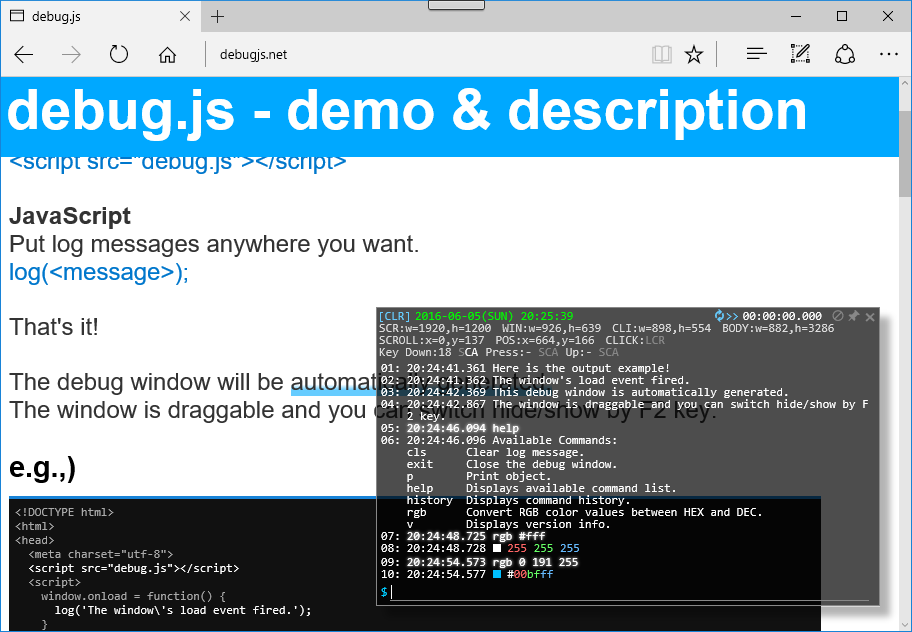 debug.js
debugjs.net
debug.js - demo & description
<script src="debug.js"></script>
JavaScript
Put log messages anywhere you want.
log(<message>);
That's it!
The debug window will be automatically generated.
The window is draggable and you can switch hide/show by F2 key.
e.g.,)
<!DOCTYPE html>
<html>
<head>
<meta charset="utf-8">
<script src="debug.js"></script>
<script>
window.onload = function() {
log('The window\'s load event fired.');
}
[CLR] 2016-06-05(SUN) 20:25:39 >> 00:00:00.000
SCR:w=1920,h=1200 WIN:w=926,h=639 CLI:w=898,h=554 BODY:w=882,h=3286
SCROLL:x=0,y=137 POS:x=664,y=166 CLICK:LCR
Key Down:18 SCA Press:- SCA Up:- SCA
01: 20:24:41.361 Here is the output example!
02: 20:24:41.362 The window's load event fired.
03: 20:24:42.369 This debug window is automatically generated.
04: 20:24:42.867 The window is draggable and you can switch hide/show by F
2 key.
05: 20:24:46.094 help
06: 20:24:46.096 Available Commands:
cls Clear log message.
exit Close the debug window.
p Print object.
help Displays available command list.
history Displays command history.
rgb Convert RGB color values between HEX and DEC.
v Displays version info.
07: 20:24:48.725 rgb #fff
08: 20:24:48.728 255 255 255
09: 20:24:54.573 rgb 0 191 255
10: 20:24:54.577 #00bfff
$